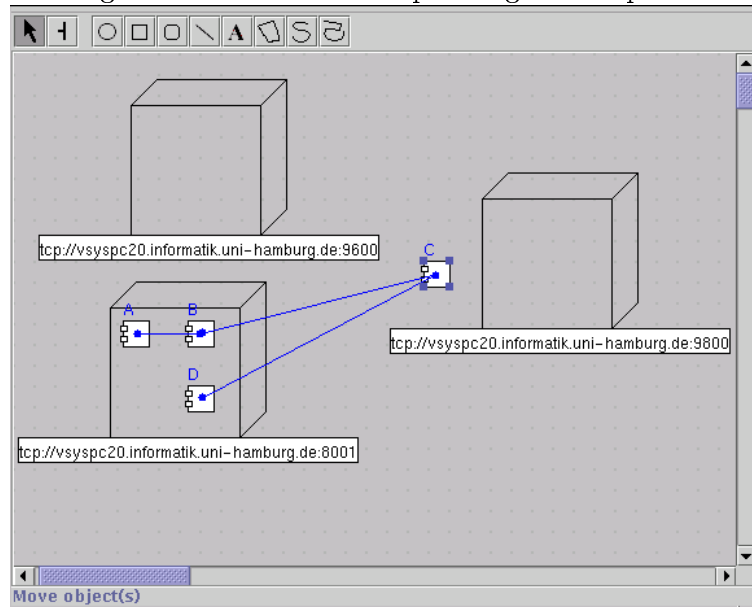 A
tcp://vsyspc20.informatik.uni-hamburg.de:9600
C
tcp://vsyspc20.informatik.uni-hamburg.de:9800
A B
D
tcp://vsyspc20.informatik.uni-hamburg.de:8001
Move object(s)